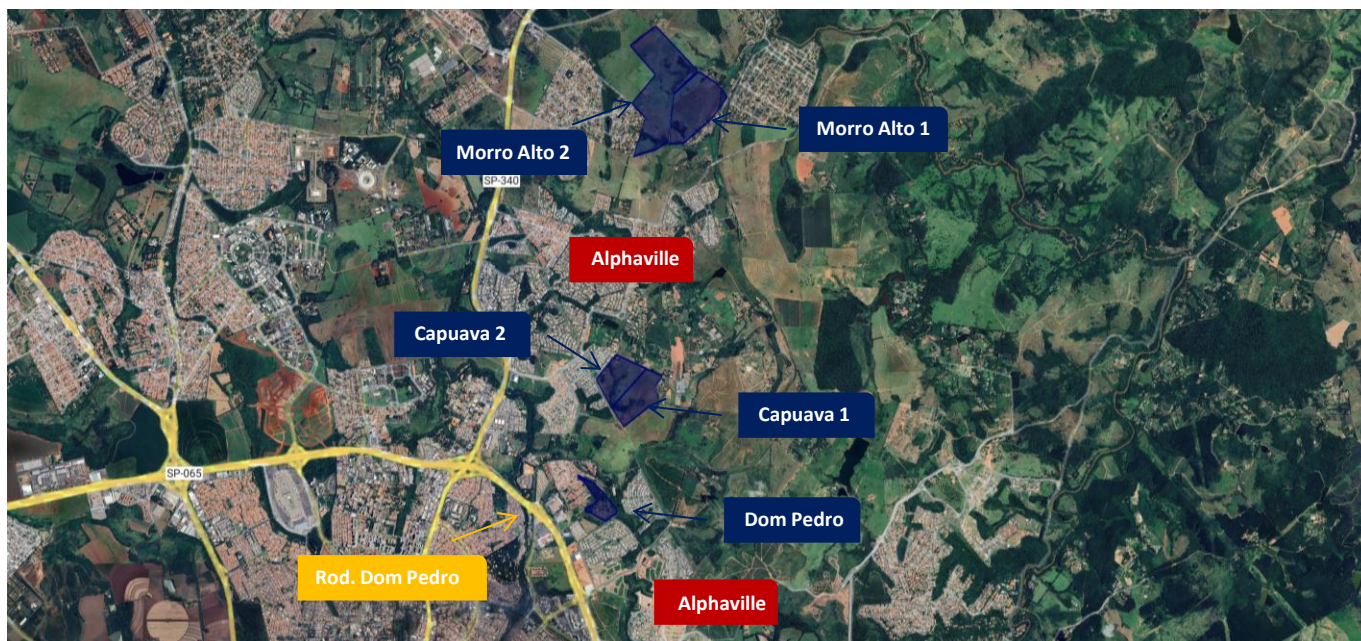 Morro Alto 1
Morro Alto 2
SP-340
Alphaville
Capuava 2
Capuava 1
SP-065
Dom Pedro
Rod. Dom Pedro
Alphaville